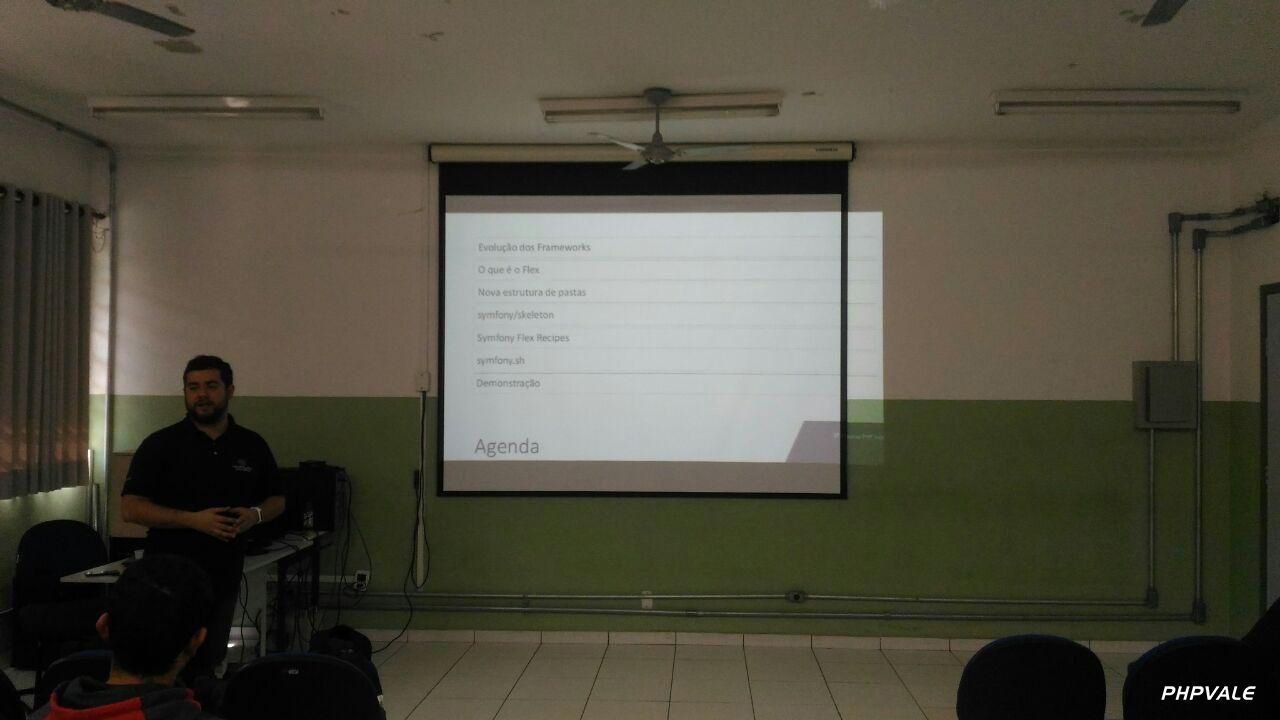 Evolução dos Frameworks
O que é o Flex
Nova estrutura de pastas
symfony/skeleton
Symfony Flex Recipes
symfony.sh
Demonstração
Agenda
PHPVALE